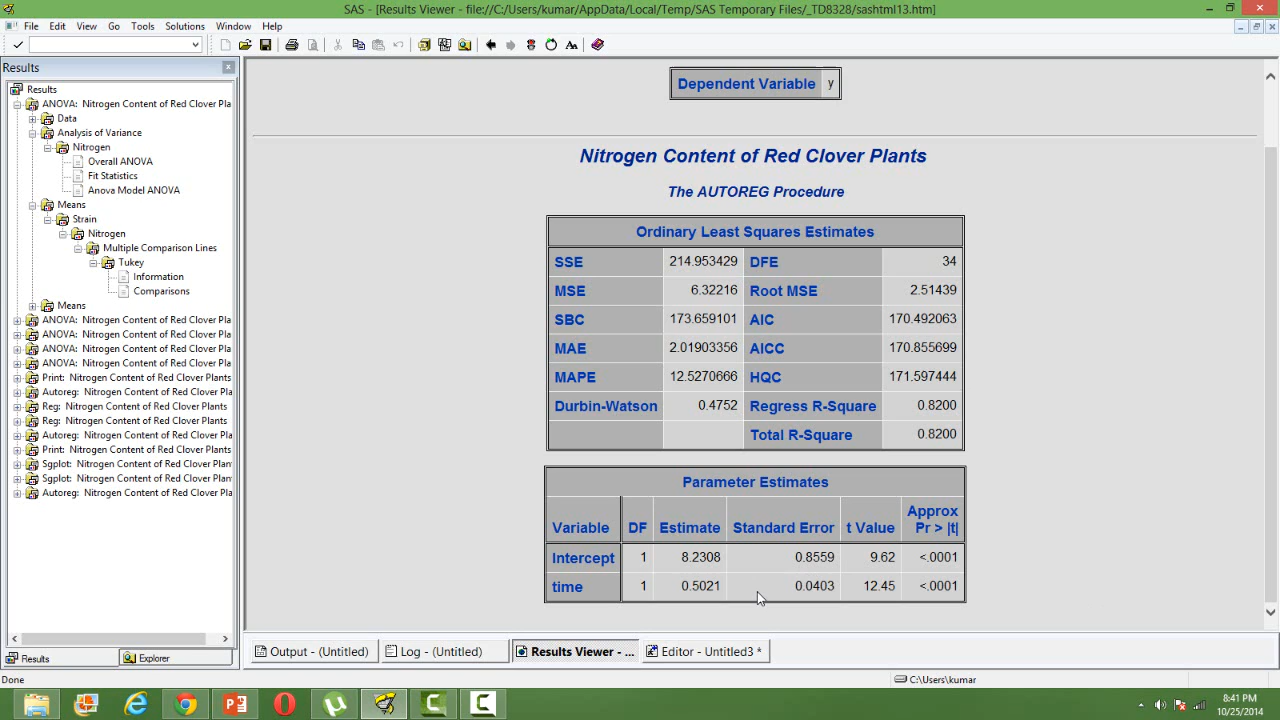 SAS - [Results Viewer - file://C:/Users/kumar/AppData/Local/Temp/SAS Temporary Files/_TD8328/sashtml13.htm]
File Edit View Go Tools Solutions Window Help
Results
Results
ANOVA: Nitrogen Content of Red Clover Pla
Data
Analysis of Variance
Nitrogen
Overall ANOVA
Fit Statistics
Anova Model ANOVA
Means
Strain
Nitrogen
Multiple Comparison Lines
Tukey
Information
Comparisons
Means
ANOVA: Nitrogen Content of Red Clover Pla
ANOVA: Nitrogen Content of Red Clover Pla
ANOVA: Nitrogen Content of Red Clover Pla
ANOVA: Nitrogen Content of Red Clover Pla
Print: Nitrogen Content of Red Clover Plants
Autoreg: Nitrogen Content of Red Clover Pla
Reg: Nitrogen Content of Red Clover Plants
Reg: Nitrogen Content of Red Clover Plants
Autoreg: Nitrogen Content of Red Clover Pla
Print: Nitrogen Content of Red Clover Plants
Sgplot: Nitrogen Content of Red Clover Plant
Sgplot: Nitrogen Content of Red Clover Plant
Autoreg: Nitrogen Content of Red Clover Pla
Results Explorer
Dependent Variable y
Nitrogen Content of Red Clover Plants
The AUTOREG Procedure
Ordinary Least Squares Estimates
SSE 214.953429 DFE 34
MSE 6.32216 Root MSE 2.51439
SBC 173.659101 AIC 170.492063
MAE 2.01903356 AICC 170.855699
MAPE 12.5270666 HQC 171.597444
Durbin-Watson 0.4752 Regress R-Square 0.8200
Total R-Square 0.8200
Parameter Estimates
Variable DF Estimate Standard Error t Value Approx Pr > |t|
Intercept 1 8.2308 0.8559 9.62 <.0001
time 1 0.5021 0.0403 12.45 <.0001
Output - (Untitled) Log - (Untitled) Results Viewer - ... Editor - Untitled3 *
Done C:\Users\kumar
8:41 PM
10/25/2014